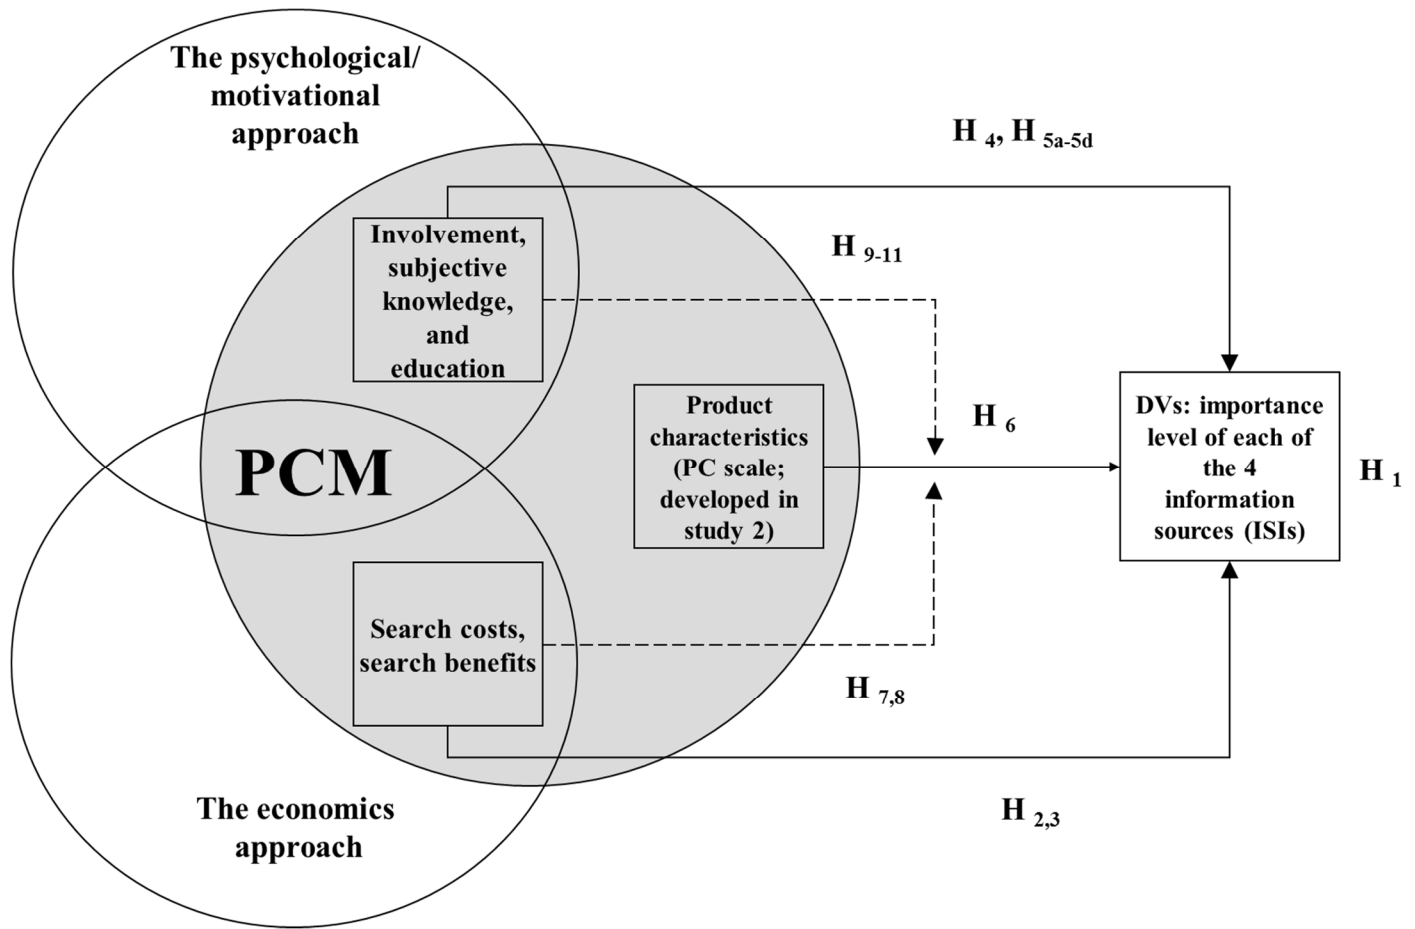 The psychological/
motivational
approach
H 4, H 5a-5d
Involvement,
subjective
knowledge,
and
education
H 9-11
Product
characteristics
(PC scale;
developed in
study 2)
H 6
DVs: importance
level of each of
the 4
information
sources (ISIs)
H 1
PCM
Search costs,
search benefits
H 7,8
The economics
approach
H 2,3